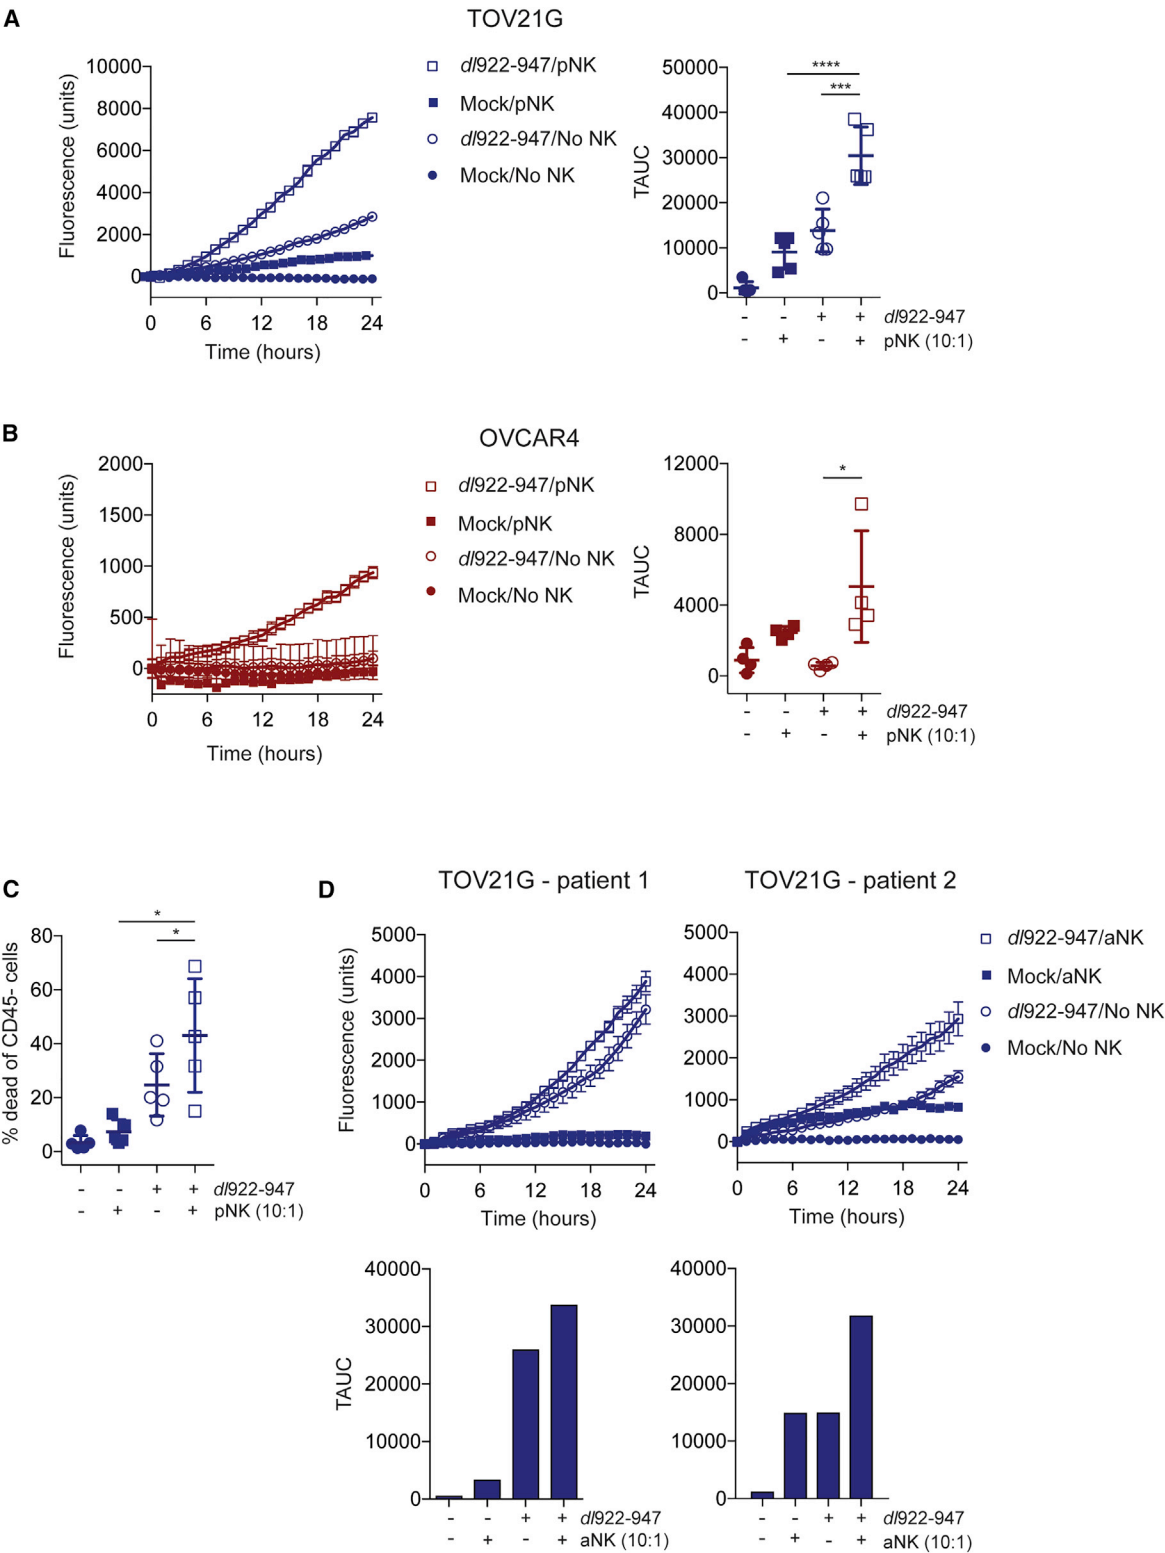 A
TOV21G
Fluorescence (units)
10000
8000
6000
4000
2000
0
0 6 12 18 24
Time (hours)
dl922-947/pNK
Mock/pNK
dl922-947/No NK
Mock/No NK
TAUC
50000
40000
30000
20000
10000
0
****
***
- - + + dl922-947
- + - + pNK (10:1)
B
OVCAR4
Fluorescence (units)
2000
1500
1000
500
0
0 6 12 18 24
Time (hours)
dl922-947/pNK
Mock/pNK
dl922-947/No NK
Mock/No NK
TAUC
12000
8000
4000
0
*
- - + + dl922-947
- + - + pNK (10:1)
C
% dead of CD45- cells
80
60
40
20
0
*
*
- - + + dl922-947
- + - + pNK (10:1)
D
TOV21G - patient 1
Fluorescence (units)
5000
4000
3000
2000
1000
0
0 6 12 18 24
Time (hours)
TOV21G - patient 2
5000
4000
3000
2000
1000
0
0 6 12 18 24
Time (hours)
dl922-947/aNK
Mock/aNK
dl922-947/No NK
Mock/No NK
TAUC
40000
30000
20000
10000
0
- - + + dl922-947
- + - + aNK (10:1)
40000
30000
20000
10000
0
- - + + dl922-947
- + - + aNK (10:1)